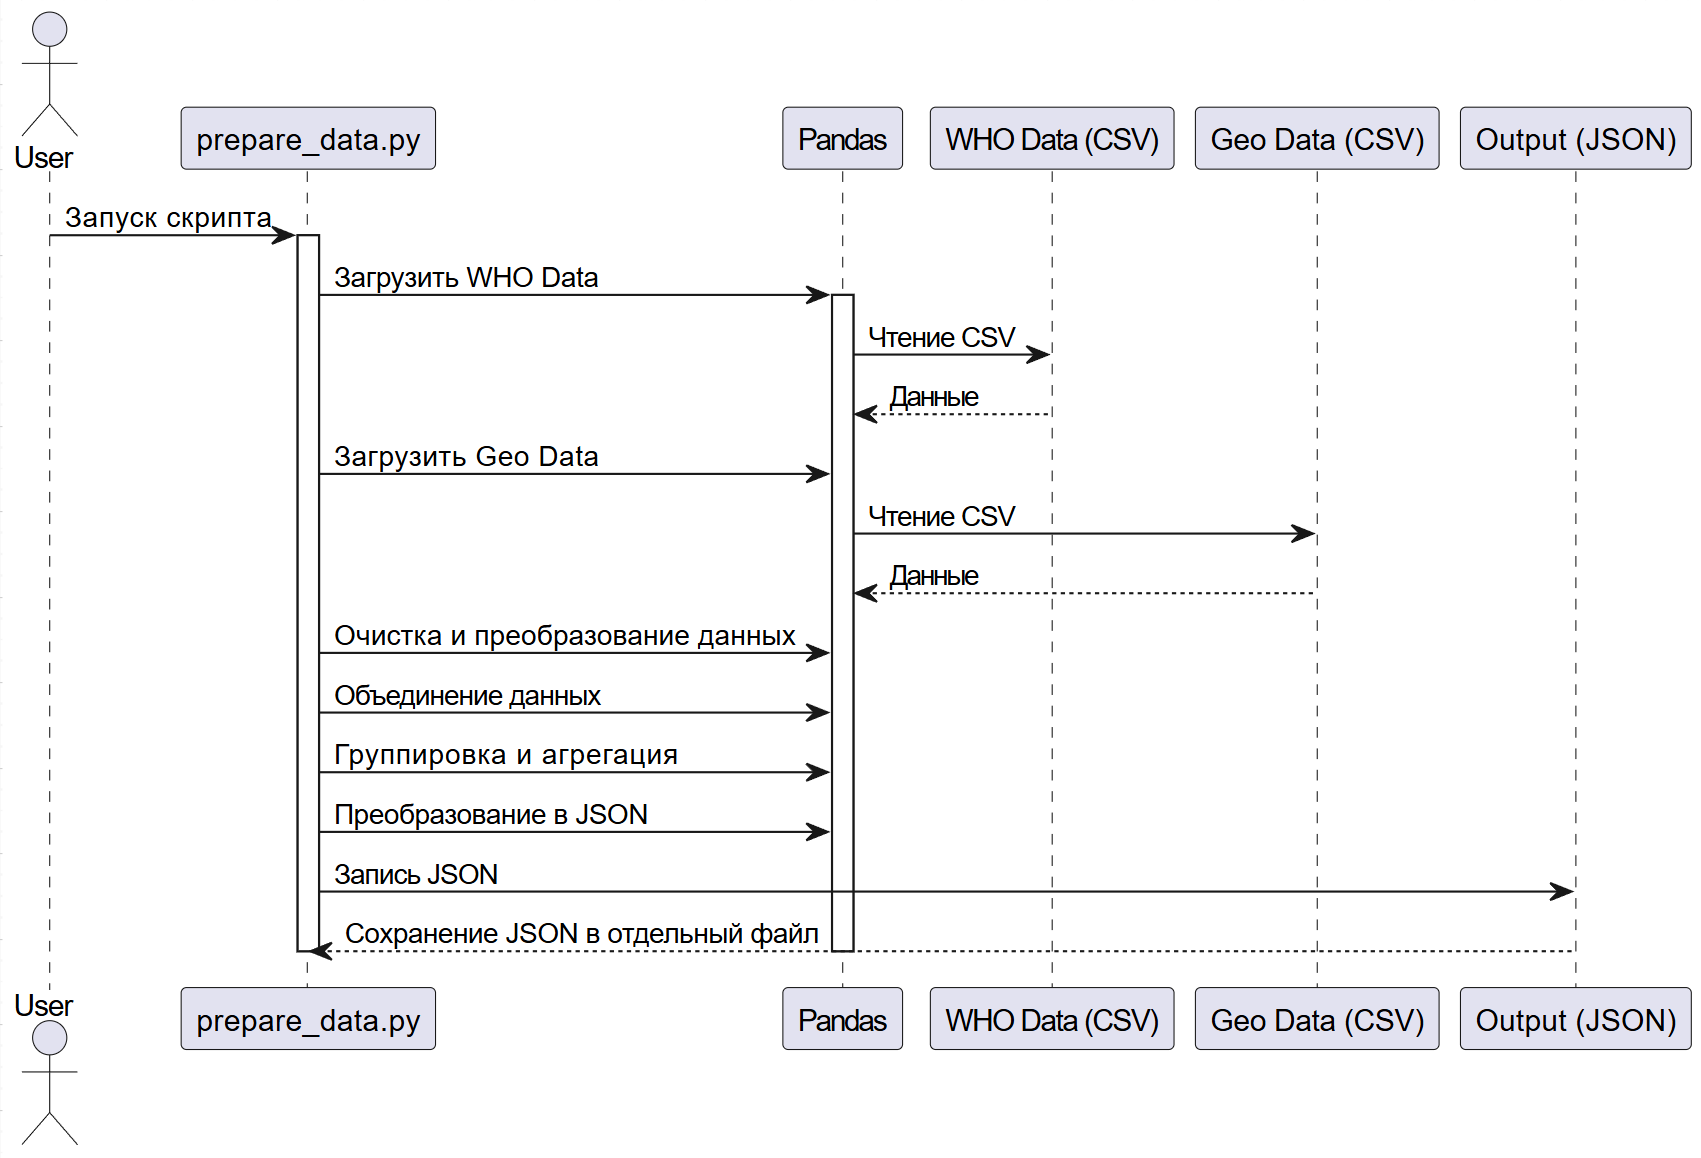 User
prepare_data.py
Pandas
WHO Data (CSV)
Geo Data (CSV)
Output (JSON)
Запуск скрипта
Загрузить WHO Data
Чтение CSV
Данные
Загрузить Geo Data
Чтение CSV
Данные
Очистка и преобразование данных
Объединение данных
Группировка и агрегация
Преобразование в JSON
Запись JSON
Сохранение JSON в отдельный файл
User
prepare_data.py
Pandas
WHO Data (CSV)
Geo Data (CSV)
Output (JSON)